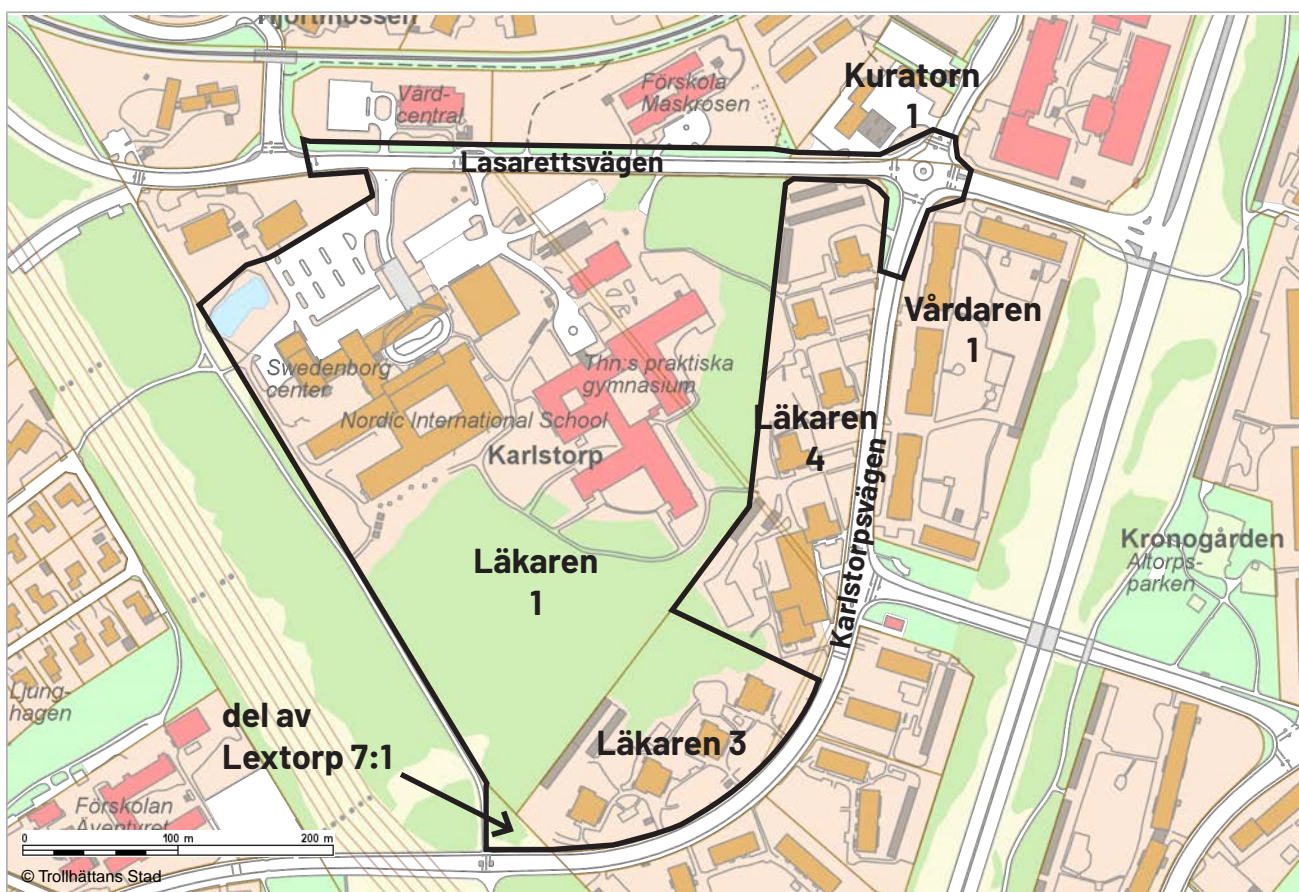 Hjortmossen
Kuratorn
1
Vård-
central
Förskola
Maskrosen
Lasarettsvägen
Vårdaren
1
Swedenborg
center
Thn:s praktiska
gymnasium
Nordic International School
Karlstorp
Läkaren
4
Karlstorpsvägen
Kronogården
Altorps-
parken
Läkaren
1
Ljung-
hagen
del av
Lextorp 7:1
Läkaren 3
Förskolan
Äventyret
0 100 m 200 m
© Trollhättans Stad